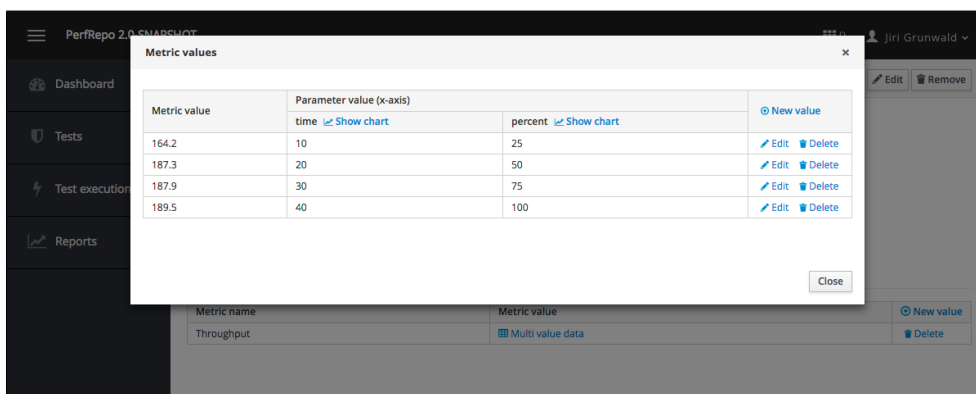 PerfRepo 2.0 SNAPSHOT
0 Jiri Grunwald
Metric values ×
Dashboard
Edit Remove
Metric value Parameter value (x-axis) New value
time Show chart percent Show chart
Tests
164.2 10 25 Edit Delete
187.3 20 50 Edit Delete
187.9 30 75 Edit Delete
189.5 40 100 Edit Delete
Test execution
Reports
Close
Metric name Metric value New value
Throughput Multi value data Delete